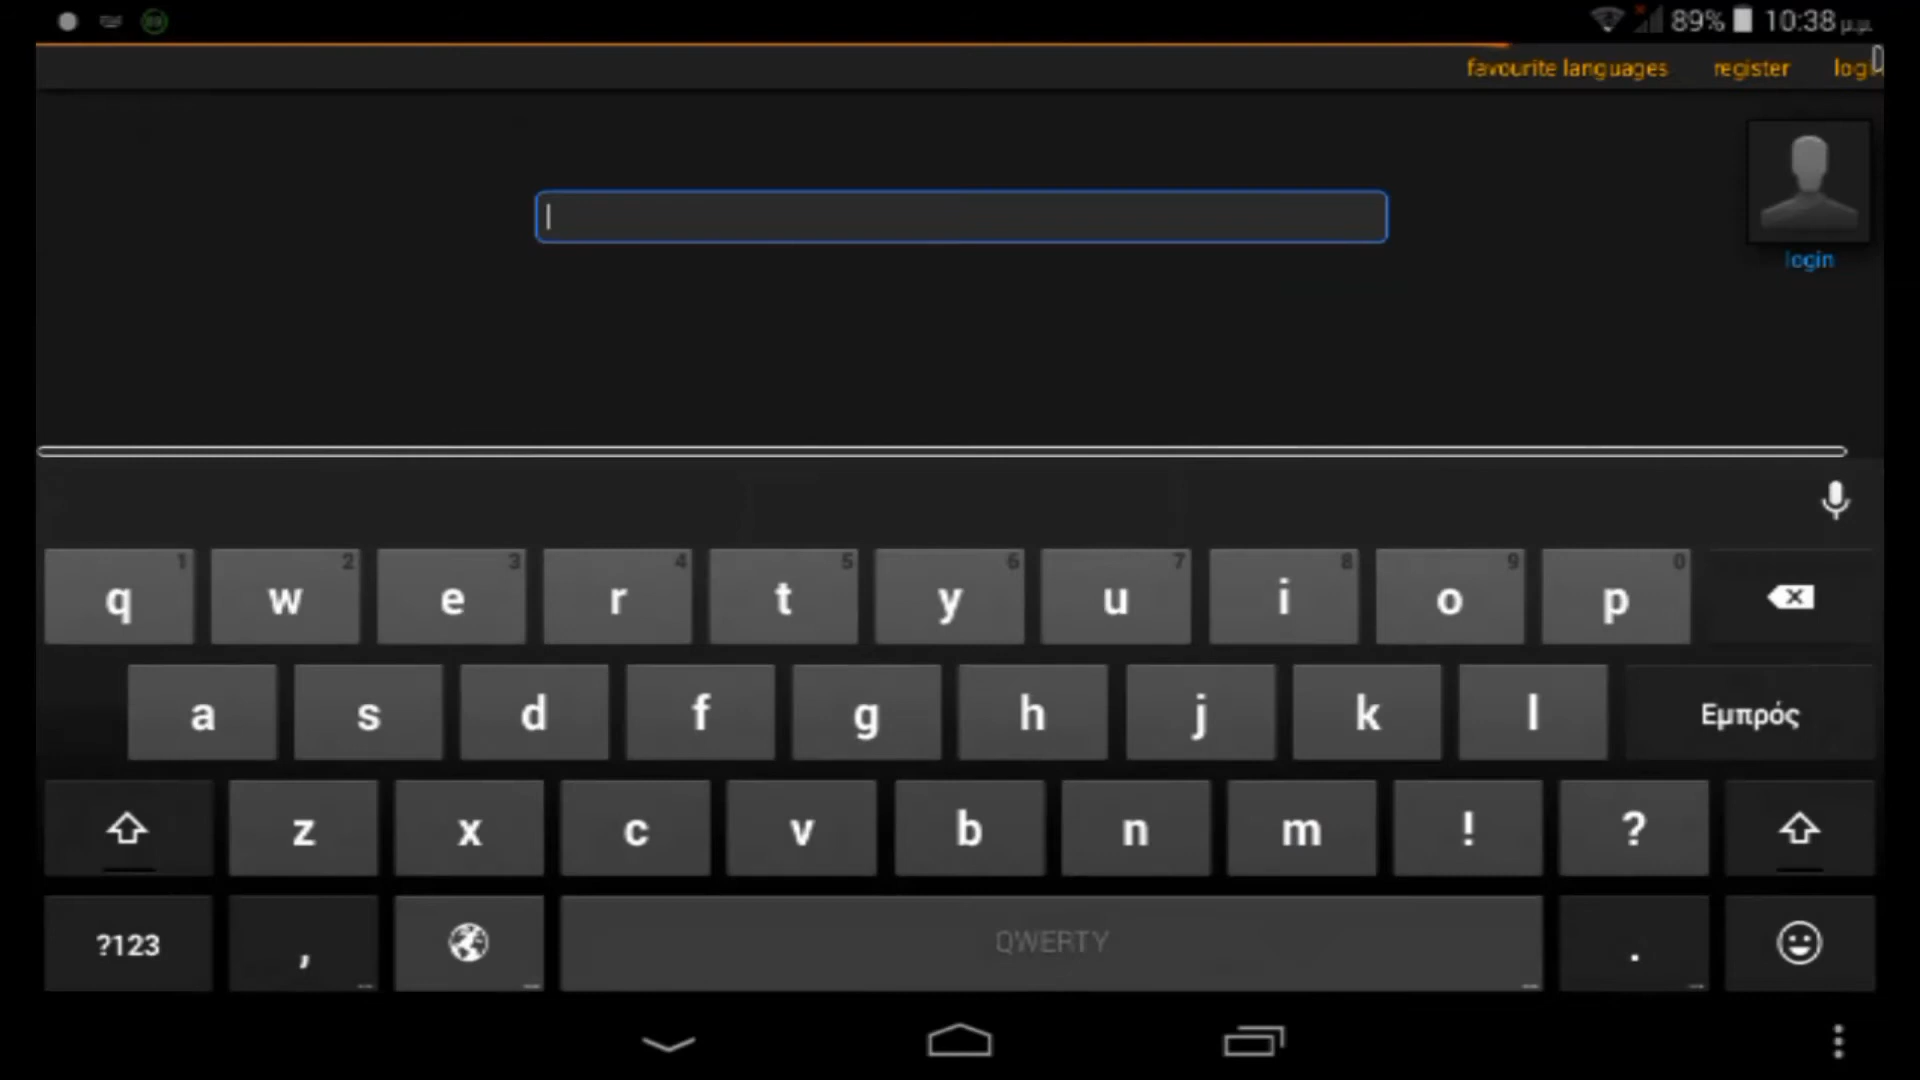 89% 10:38 μ.μ.
favourite languages register
login
q 1 w 2 e 3 r 4 t 5 y 6 u 7 i 8 o 9 p 0
a s d f g h j k l Εμπρός
z x c v b n m ! ?
?123 , QWERTY .